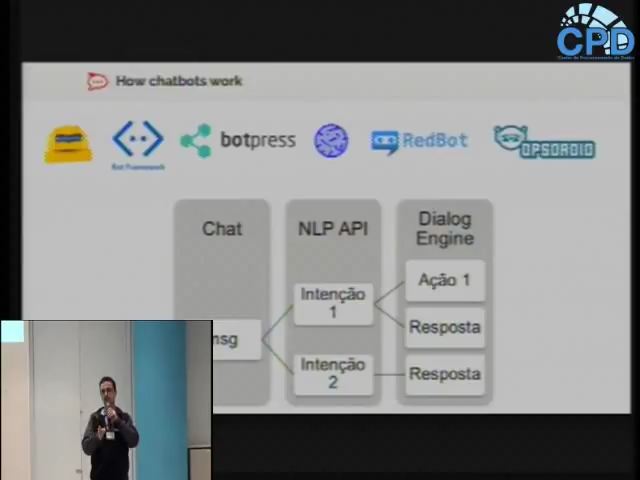 CPD
How chatbots work
Bot Framework
botpress
RedBot
OPSDROID
Chat
NLP API
Dialog
Engine
msg
Intenção
1
Ação 1
Resposta
Intenção
2
Resposta